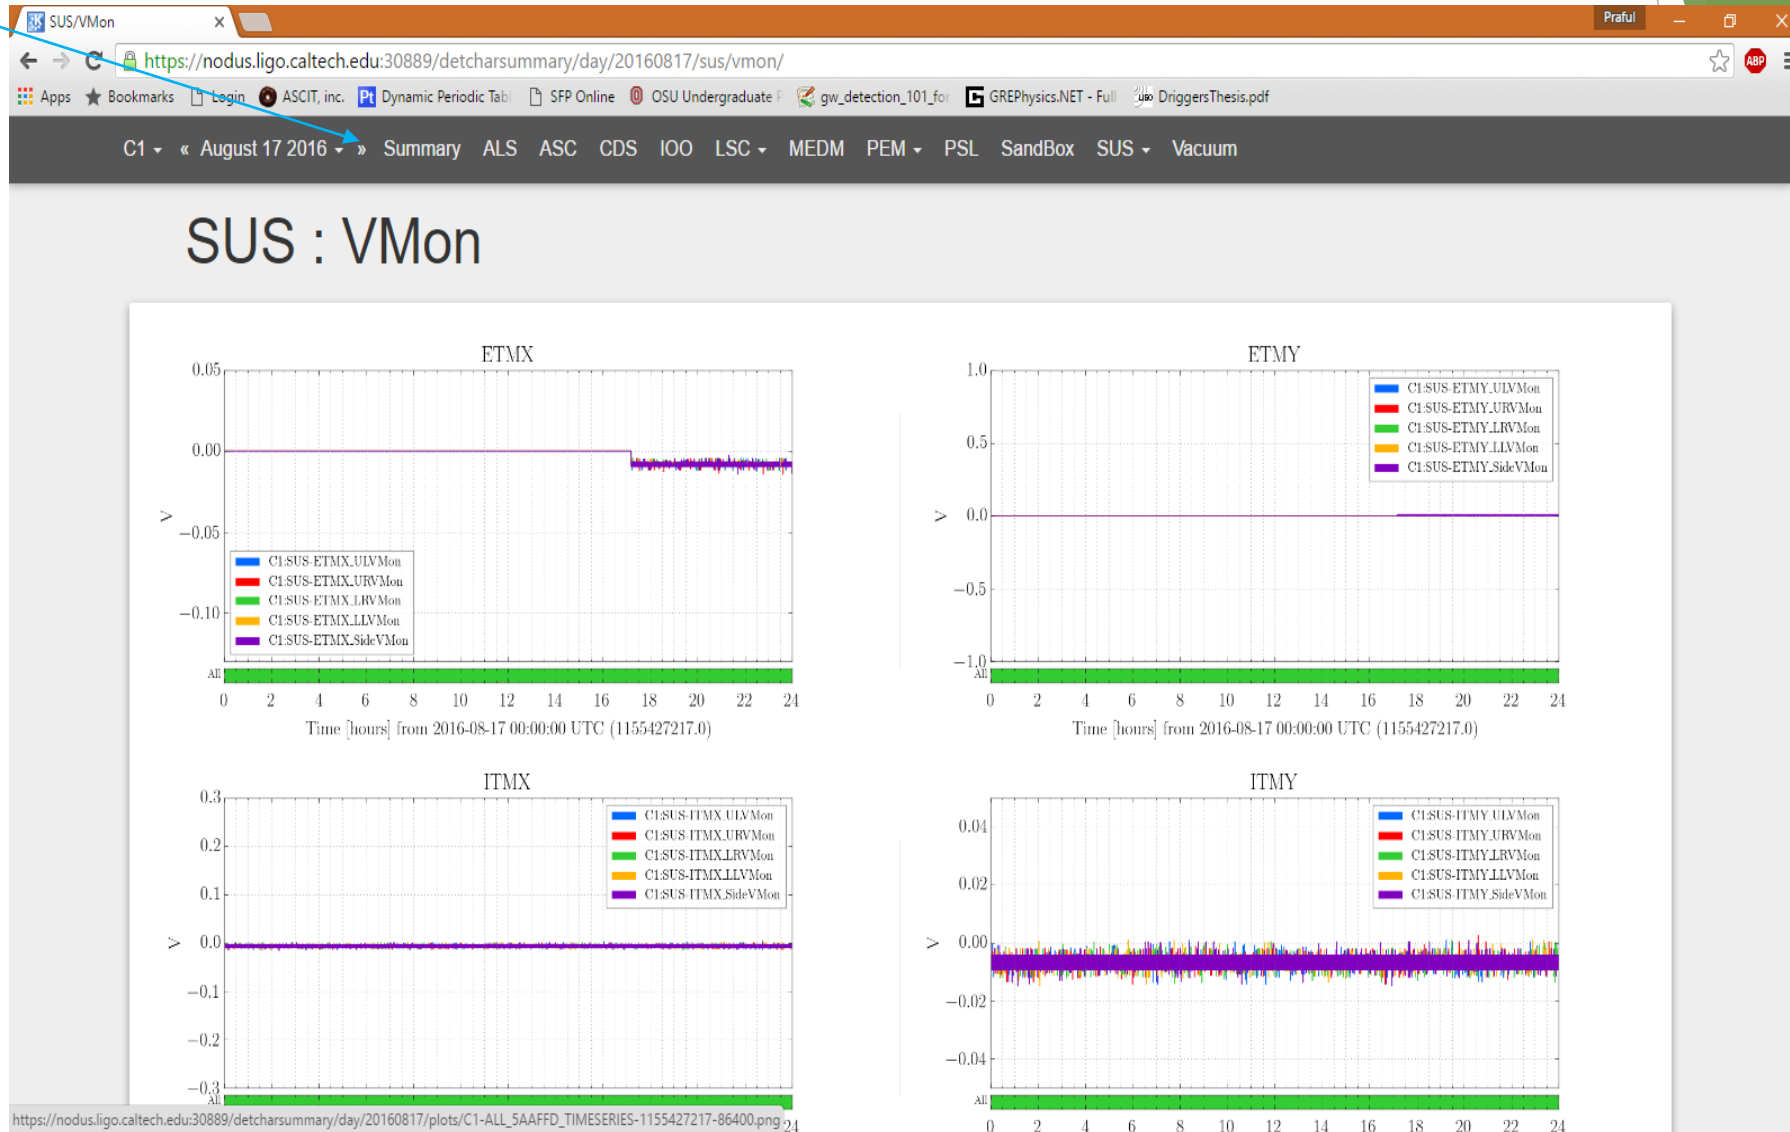 SUS/VMon
Praful
https://nodus.ligo.caltech.edu:30889/detcharsummary/day/20160817/sus/vmon/
ABP
Apps Bookmarks Login ASCIT, inc. Pt Dynamic Periodic Tabl SFP Online OSU Undergraduate gw_detection_101_for GREPhysics.NET - Full DriggersThesis.pdf
C1 « August 17 2016 » Summary ALS ASC CDS IOO LSC MEDM PEM PSL SandBox SUS Vacuum
SUS : VMon
ETMX
0.05
0.00
−0.05
−0.10
V
C1:SUS-ETMX_ULVMon
C1:SUS-ETMX_URVMon
C1:SUS-ETMX_LRVMon
C1:SUS-ETMX_LLVMon
C1:SUS-ETMX_SideVMon
All
0 2 4 6 8 10 12 14 16 18 20 22 24
Time [hours] from 2016-08-17 00:00:00 UTC (1155427217.0)
ETMY
1.0
0.5
0.0
−0.5
−1.0
V
C1:SUS-ETMY_ULVMon
C1:SUS-ETMY_URVMon
C1:SUS-ETMY_LRVMon
C1:SUS-ETMY_LLVMon
C1:SUS-ETMY_SideVMon
All
0 2 4 6 8 10 12 14 16 18 20 22 24
Time [hours] from 2016-08-17 00:00:00 UTC (1155427217.0)
ITMX
0.3
0.2
0.1
0.0
−0.1
−0.2
−0.3
V
C1:SUS-ITMX_ULVMon
C1:SUS-ITMX_URVMon
C1:SUS-ITMX_LRVMon
C1:SUS-ITMX_LLVMon
C1:SUS-ITMX_SideVMon
All
24
ITMY
0.04
0.02
0.00
−0.02
−0.04
V
C1:SUS-ITMY_ULVMon
C1:SUS-ITMY_URVMon
C1:SUS-ITMY_LRVMon
C1:SUS-ITMY_LLVMon
C1:SUS-ITMY_SideVMon
All
0 2 4 6 8 10 12 14 16 18 20 22 24
https://nodus.ligo.caltech.edu:30889/detcharsummary/day/20160817/plots/C1-ALL_5AAFFD_TIMESERIES-1155427217-86400.png